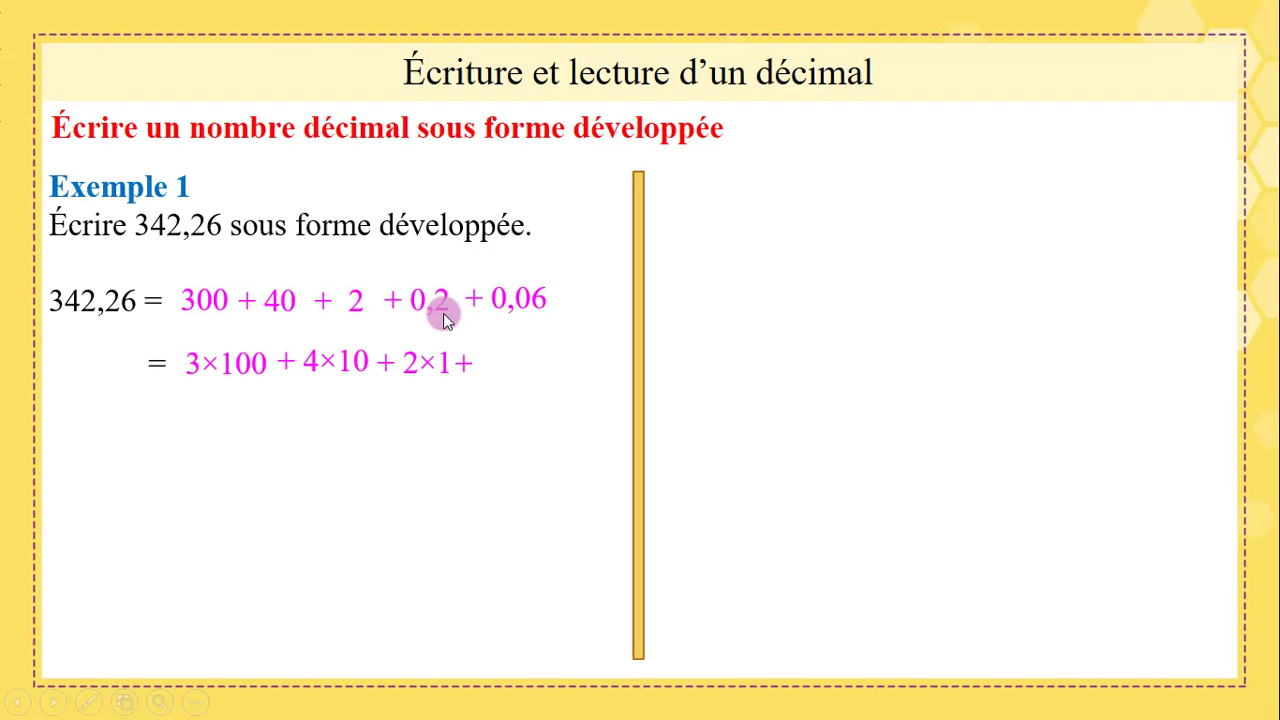 Écriture et lecture d’un décimal
Écrire un nombre décimal sous forme développée
Exemple 1
Écrire 342,26 sous forme développée.
342,26 = 300 + 40 + 2 + 0,2 + 0,06
= 3×100 + 4×10 + 2×1 +